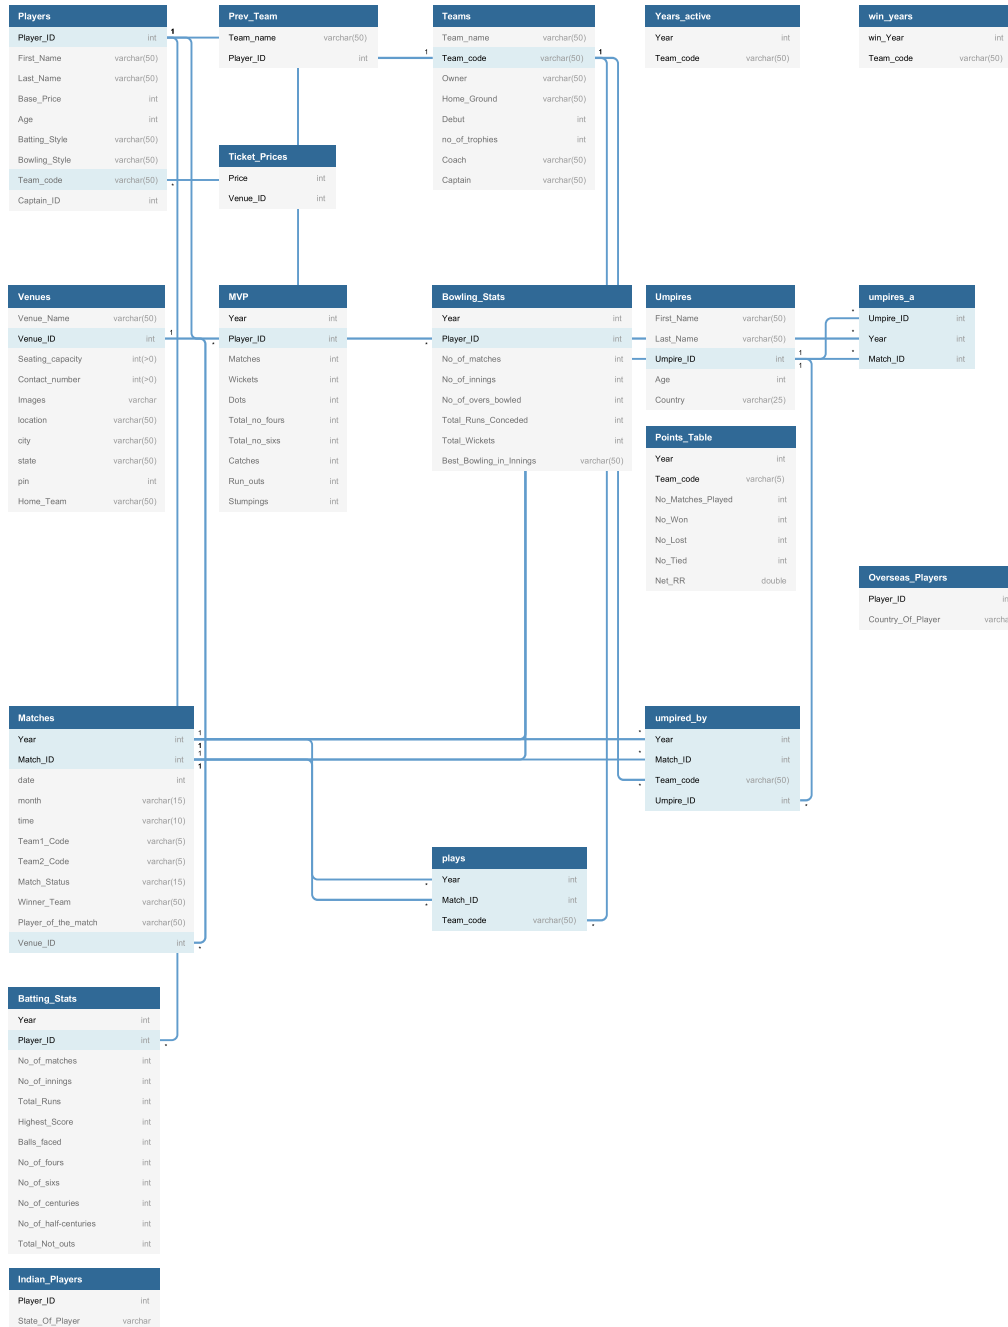 Players
Player_ID int
First_Name varchar(50)
Last_Name varchar(50)
Base_Price int
Age int
Batting_Style varchar(50)
Bowling_Style varchar(50)
Team_code varchar(50)
Captain_ID int
Prev_Team
Team_name varchar(50)
Player_ID int
Ticket_Prices
Price int
Venue_ID int
Teams
Team_name varchar(50)
Team_code varchar(50)
Owner varchar(50)
Home_Ground varchar(50)
Debut int
no_of_trophies int
Coach varchar(50)
Captain varchar(50)
Years_active
Year int
Team_code varchar(50)
win_years
win_Year int
Team_code varchar(50)
1
*
1
1
Venues
Venue_Name varchar(50)
Venue_ID int
Seating_capacity int(>0)
Contact_number int(>0)
Images varchar
location varchar(50)
city varchar(50)
state varchar(50)
pin int
Home_Team varchar(50)
1
MVP
Year int
Player_ID int
Matches int
Wickets int
Dots int
Total_no_fours int
Total_no_sixs int
Catches int
Run_outs int
Stumpings int
*
Bowling_Stats
Year int
Player_ID int
No_of_matches int
No_of_innings int
No_of_overs_bowled int
Total_Runs_Conceded int
Total_Wickets int
Best_Bowling_in_Innings varchar(50)
*
Umpires
First_Name varchar(50)
Last_Name varchar(50)
Umpire_ID int
Age int
Country varchar(25)
1
1
umpires_a
Umpire_ID int
Year int
Match_ID int
*
*
*
Points_Table
Year int
Team_code varchar(5)
No_Matches_Played int
No_Won int
No_Lost int
No_Tied int
Net_RR double
Overseas_Players
Player_ID in
Country_Of_Player varcha
Matches
Year int
Match_ID int
date int
month varchar(15)
time varchar(10)
Team1_Code varchar(5)
Team2_Code varchar(5)
Match_Status varchar(15)
Winner_Team varchar(50)
Player_of_the_match varchar(50)
Venue_ID int
1
1
1
1
*
umpired_by
Year int
Match_ID int
Team_code varchar(50)
Umpire_ID int
*
*
*
*
plays
Year int
Match_ID int
Team_code varchar(50)
*
*
*
Batting_Stats
Year int
Player_ID int
No_of_matches int
No_of_innings int
Total_Runs int
Highest_Score int
Balls_faced int
No_of_fours int
No_of_sixs int
No_of_centuries int
No_of_half-centuries int
Total_Not_outs int
*
Indian_Players
Player_ID int
State_Of_Player varchar